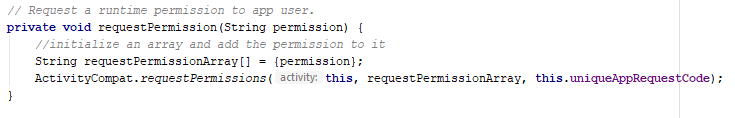 // Request a runtime permission to app user.
private void requestPermission(String permission) {
//initialize an array and add the permission to it
String requestPermissionArray[] = {permission};
ActivityCompat.requestPermissions( activity: this, requestPermissionArray, this.uniqueAppRequestCode);
}